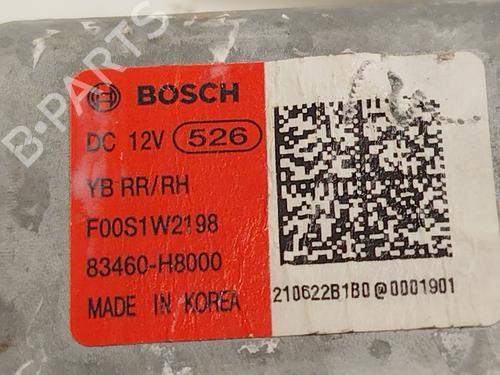 BOSCH
DC 12V 526
YB RR/RH
F00S1W2198
83460-H8000
MADE IN KOREA
210622B1B0@0001901
B-PARTS